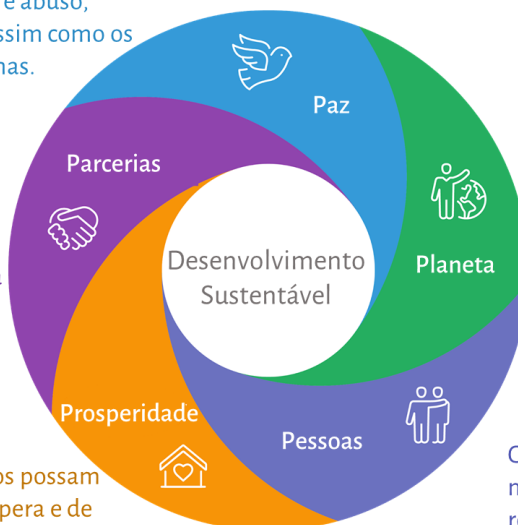 e abuso,
ssim como os
nas.
Paz
Parcerias
Planeta
Desenvolvimento
Sustentável
Prosperidade
Pessoas
os possam
pera e de